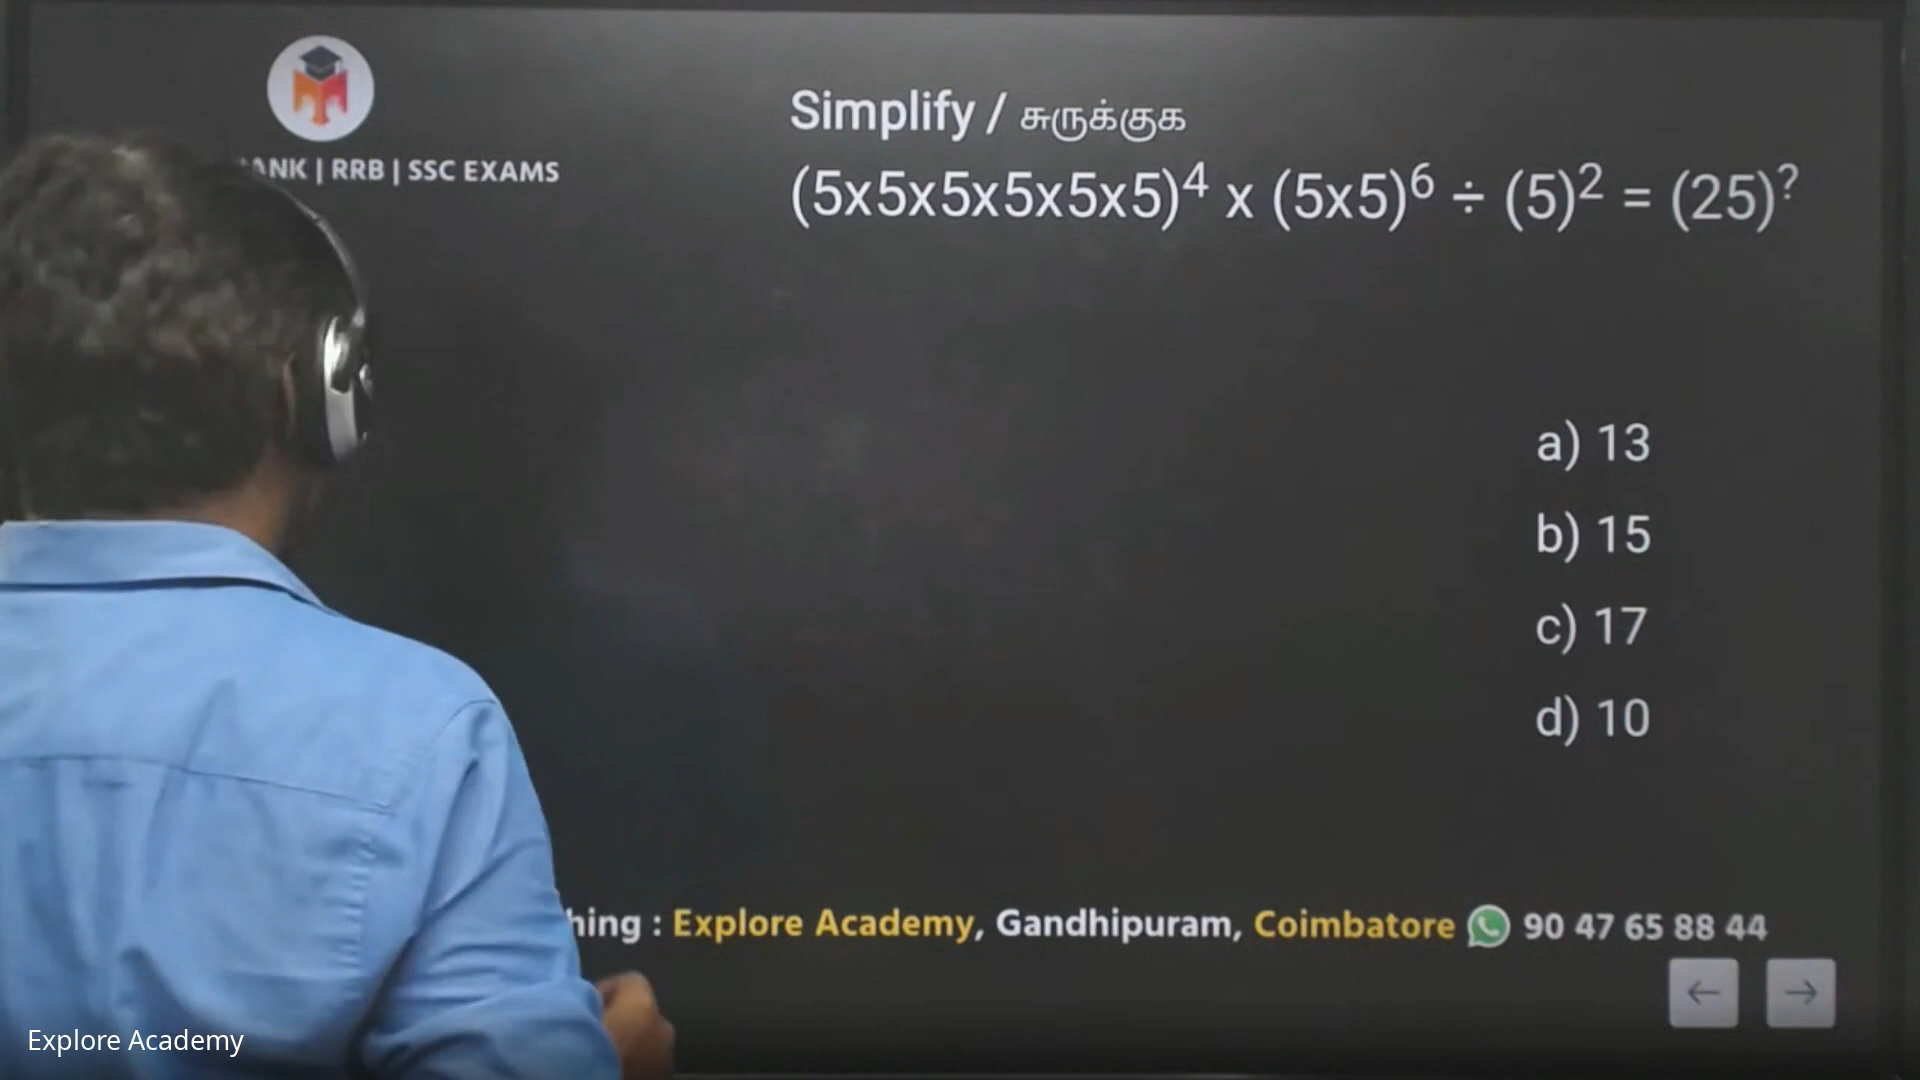 Simplify / சுருக்குக
ANK | RRB | SSC EXAMS
(5x5x5x5x5x5)⁴ x (5x5)⁶ ÷ (5)² = (25)^?
a) 13
b) 15
c) 17
d) 10
hing : Explore Academy, Gandhipuram, Coimbatore 90 47 65 88 44
← →
Explore Academy